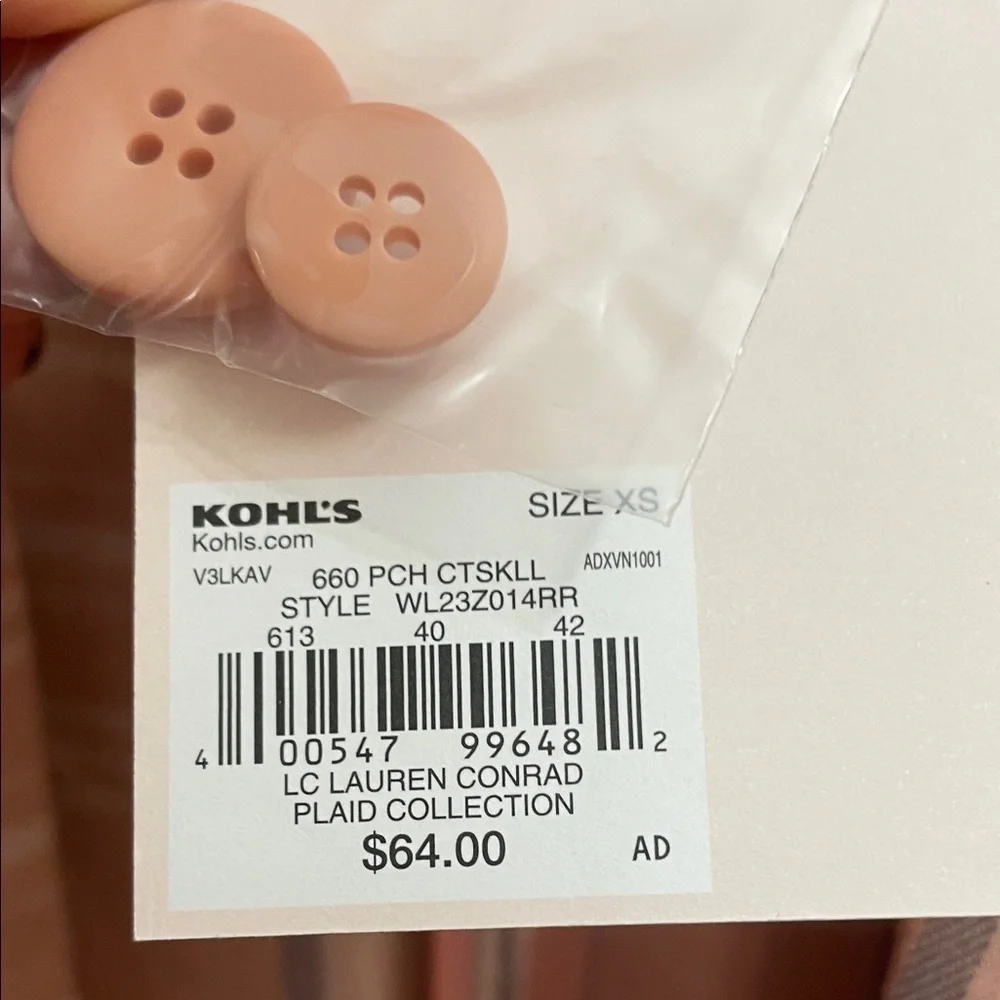 KOHL'S SIZE XS
Kohls.com
V3LKAV 660 PCH CTSKLL ADXVN1001
STYLE WL23Z014RR
613 40 42
4 00547 99648 2
LC LAUREN CONRAD
PLAID COLLECTION
$64.00 AD